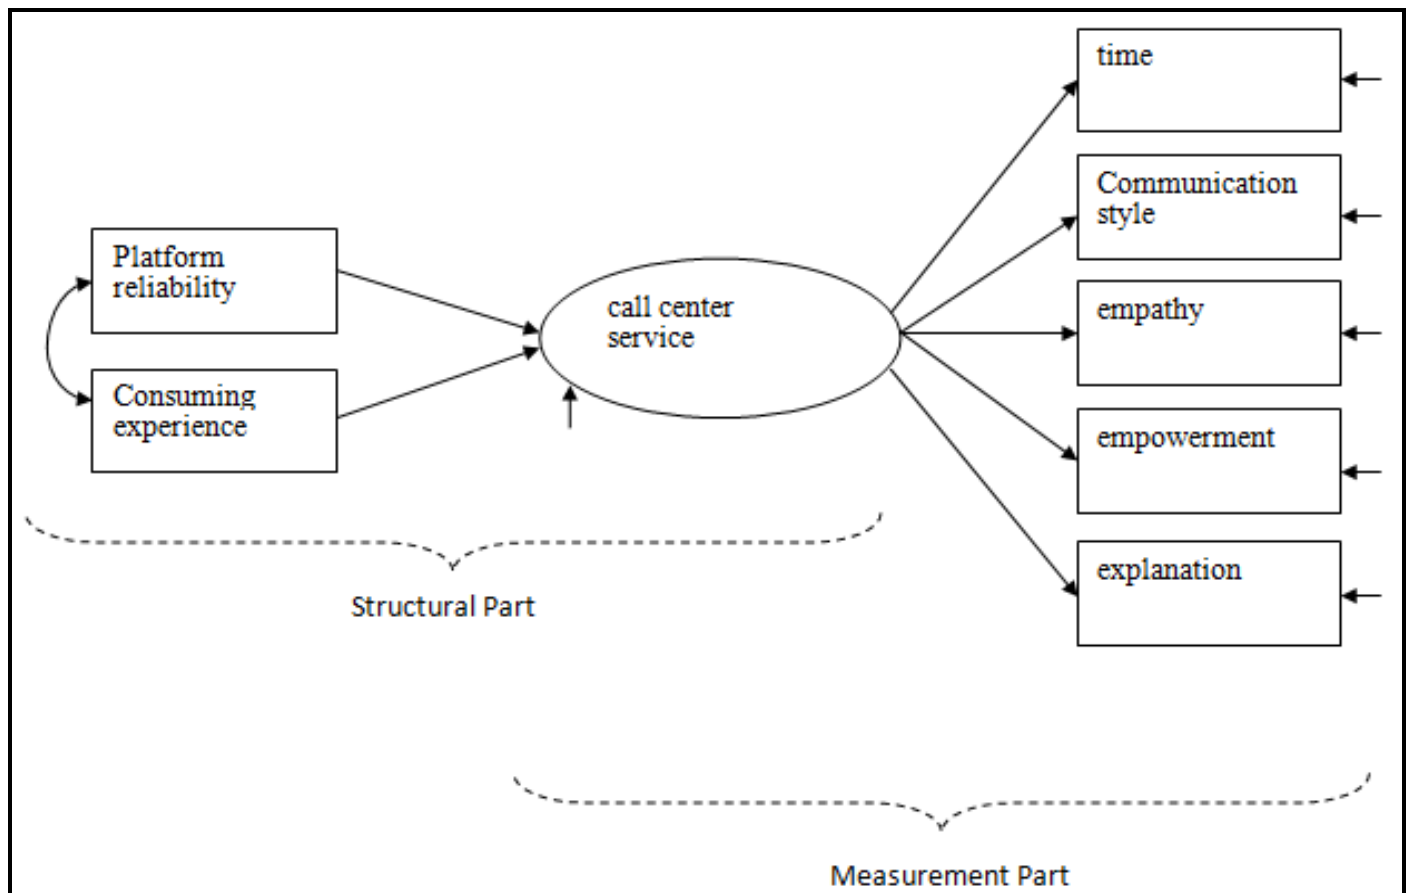 time
Communication
style
Platform
reliability
call center
service
empathy
Consuming
experience
empowerment
explanation
Structural Part
Measurement Part